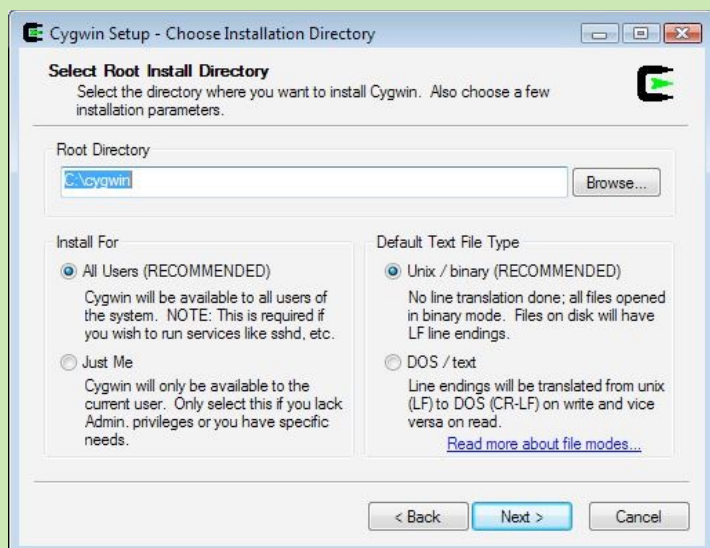 Cygwin Setup - Choose Installation Directory
Select Root Install Directory
Select the directory where you want to install Cygwin. Also choose a few
installation parameters.
Root Directory
C:\cygwin
Browse...
Install For
All Users (RECOMMENDED)
Cygwin will be available to all users of
the system. NOTE: This is required if
you wish to run services like sshd, etc.
Just Me
Cygwin will only be available to the
current user. Only select this if you lack
Admin. privileges or you have specific
needs.
Default Text File Type
Unix / binary (RECOMMENDED)
No line translation done; all files opened
in binary mode. Files on disk will have
LF line endings.
DOS / text
Line endings will be translated from unix
(LF) to DOS (CR-LF) on write and vice
versa on read.
Read more about file modes...
< Back
Next >
Cancel